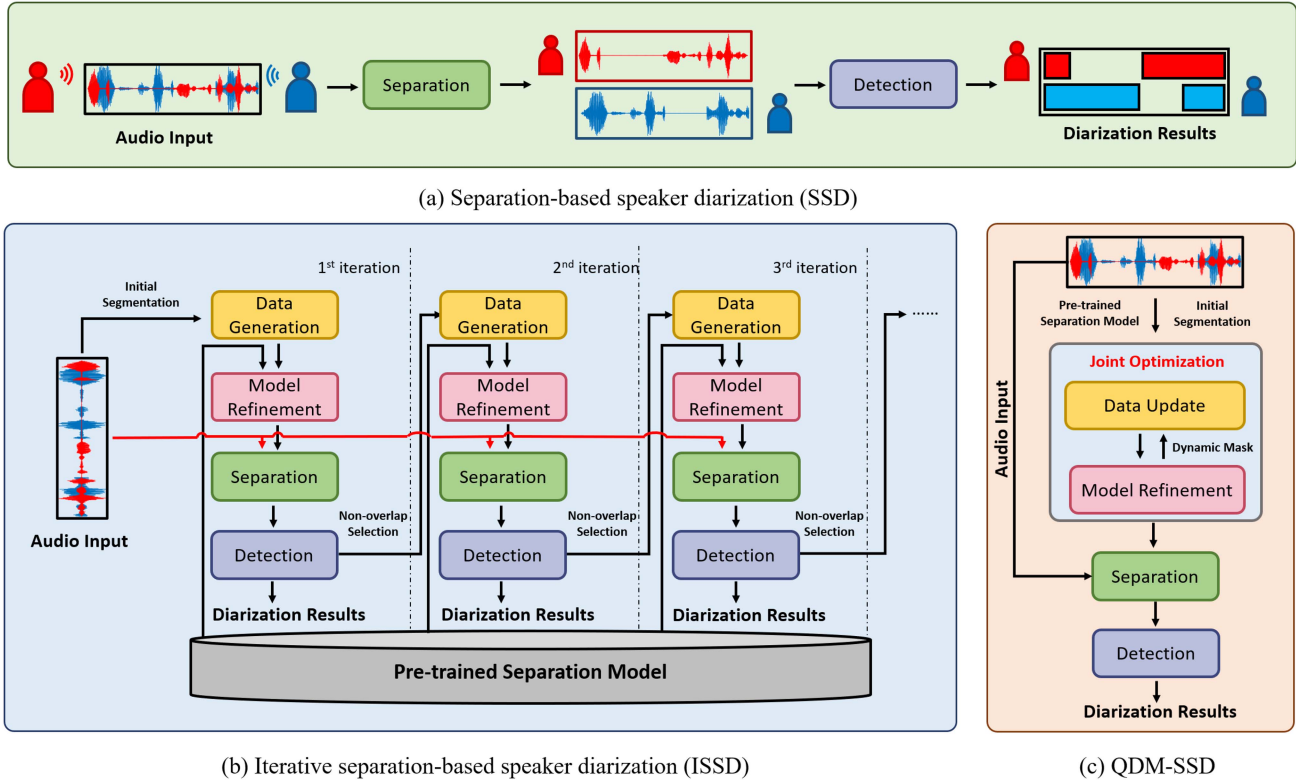 Audio Input
Separation
Detection
Diarization Results
(a) Separation-based speaker diarization (SSD)
1st iteration
2nd iteration
3rd iteration
Initial
Segmentation
Data
Generation
Data
Generation
Data
Generation
......
Model
Refinement
Model
Refinement
Model
Refinement
Separation
Separation
Separation
Audio Input
Non-overlap
Selection
Non-overlap
Selection
Non-overlap
Selection
Detection
Detection
Detection
Diarization Results
Diarization Results
Diarization Results
Pre-trained Separation Model
(b) Iterative separation-based speaker diarization (ISSD)
Pre-trained
Separation Model
Initial
Segmentation
Joint Optimization
Data Update
Dynamic Mask
Model Refinement
Audio Input
Separation
Detection
Diarization Results
(c) QDM-SSD